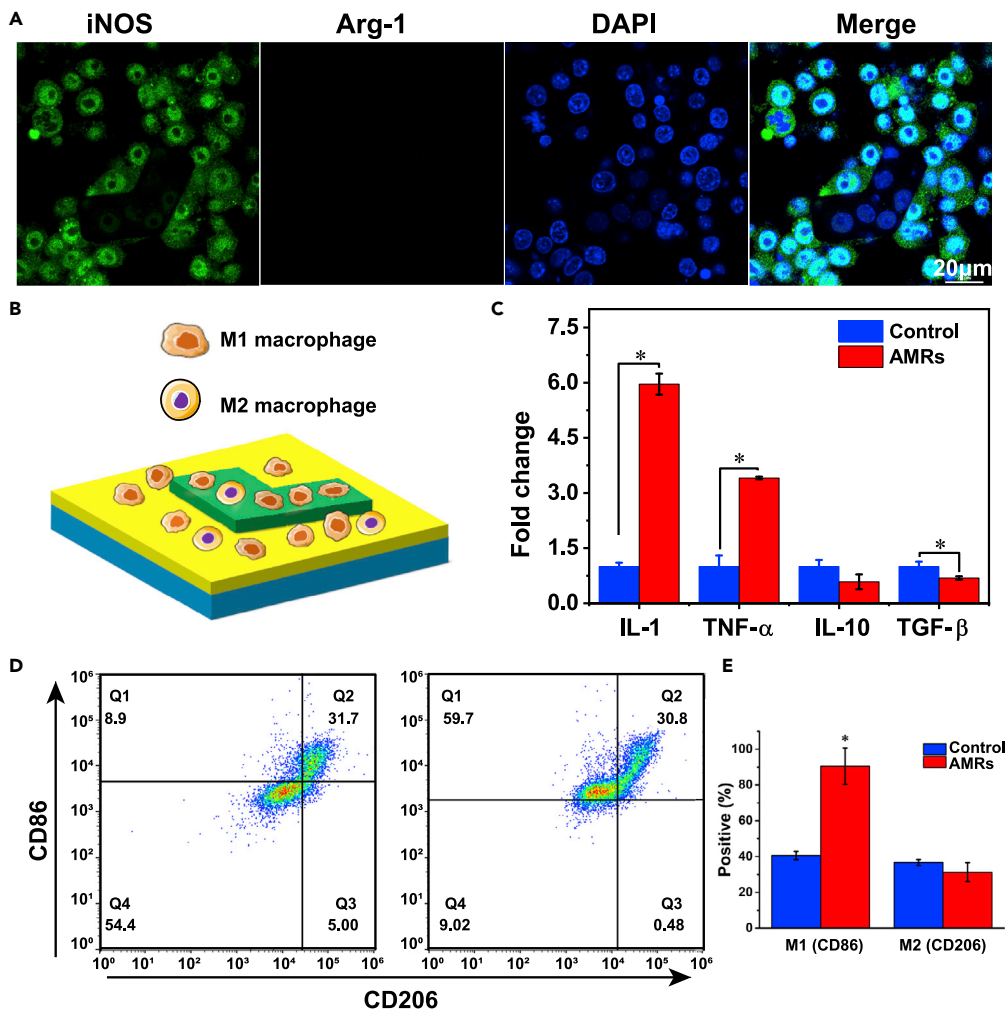 A
iNOS
Arg-1
DAPI
Merge
20μm
B
M1 macrophage
M2 macrophage
C
Fold change
7.5
6.0
4.5
3.0
1.5
0.0
Control
AMRs
*
*
*
IL-1
TNF-α
IL-10
TGF-β
D
CD86
10⁶
10⁵
10⁴
10³
10²
10¹
10⁰
Q1
8.9
Q2
31.7
Q4
54.4
Q3
5.00
10⁰ 10¹ 10² 10³ 10⁴ 10⁵ 10⁶
10⁶
10⁵
10⁴
10³
10²
10¹
10⁰
Q1
59.7
Q2
30.8
Q4
9.02
Q3
0.48
10⁰ 10¹ 10² 10³ 10⁴ 10⁵ 10⁶
CD206
E
Positive (%)
100
80
60
40
20
0
*
Control
AMRs
M1 (CD86)
M2 (CD206)